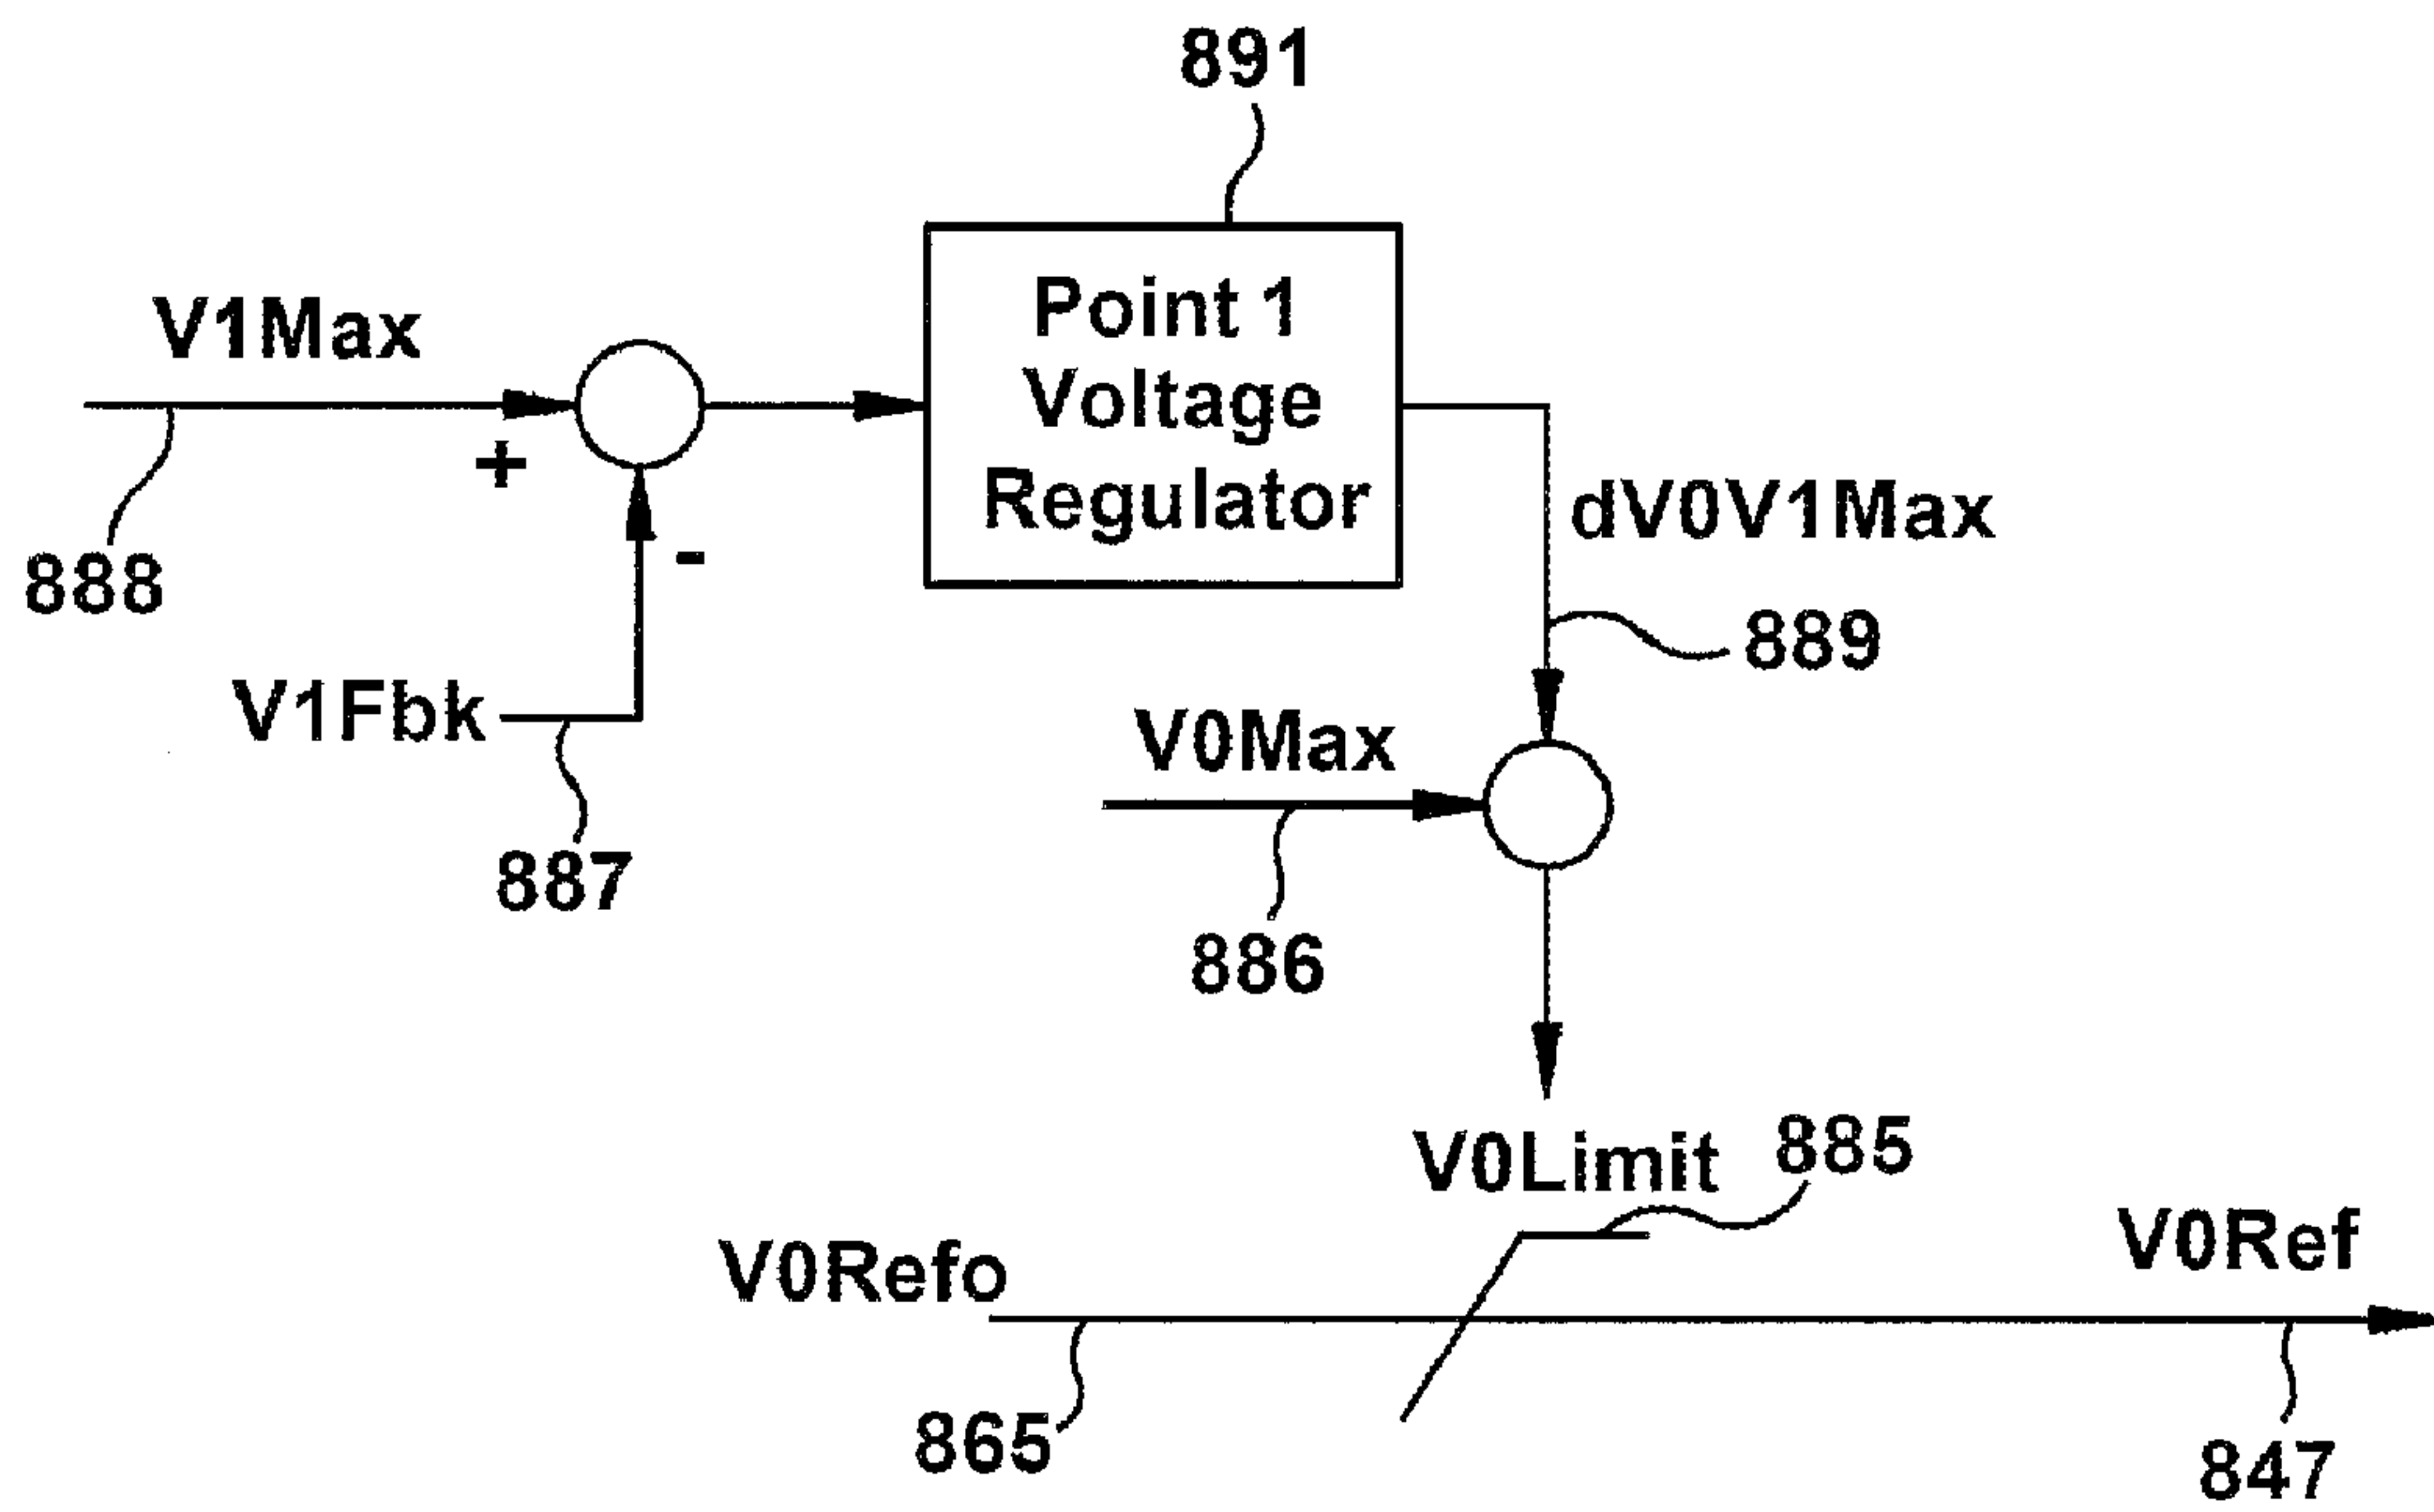 891
V1Max
+
888
Point 1
Voltage
Regulator
dV0V1Max
-
889
V1Fbk
887
V0Max
886
V0Limit
885
V0Refo
V0Ref
865
847